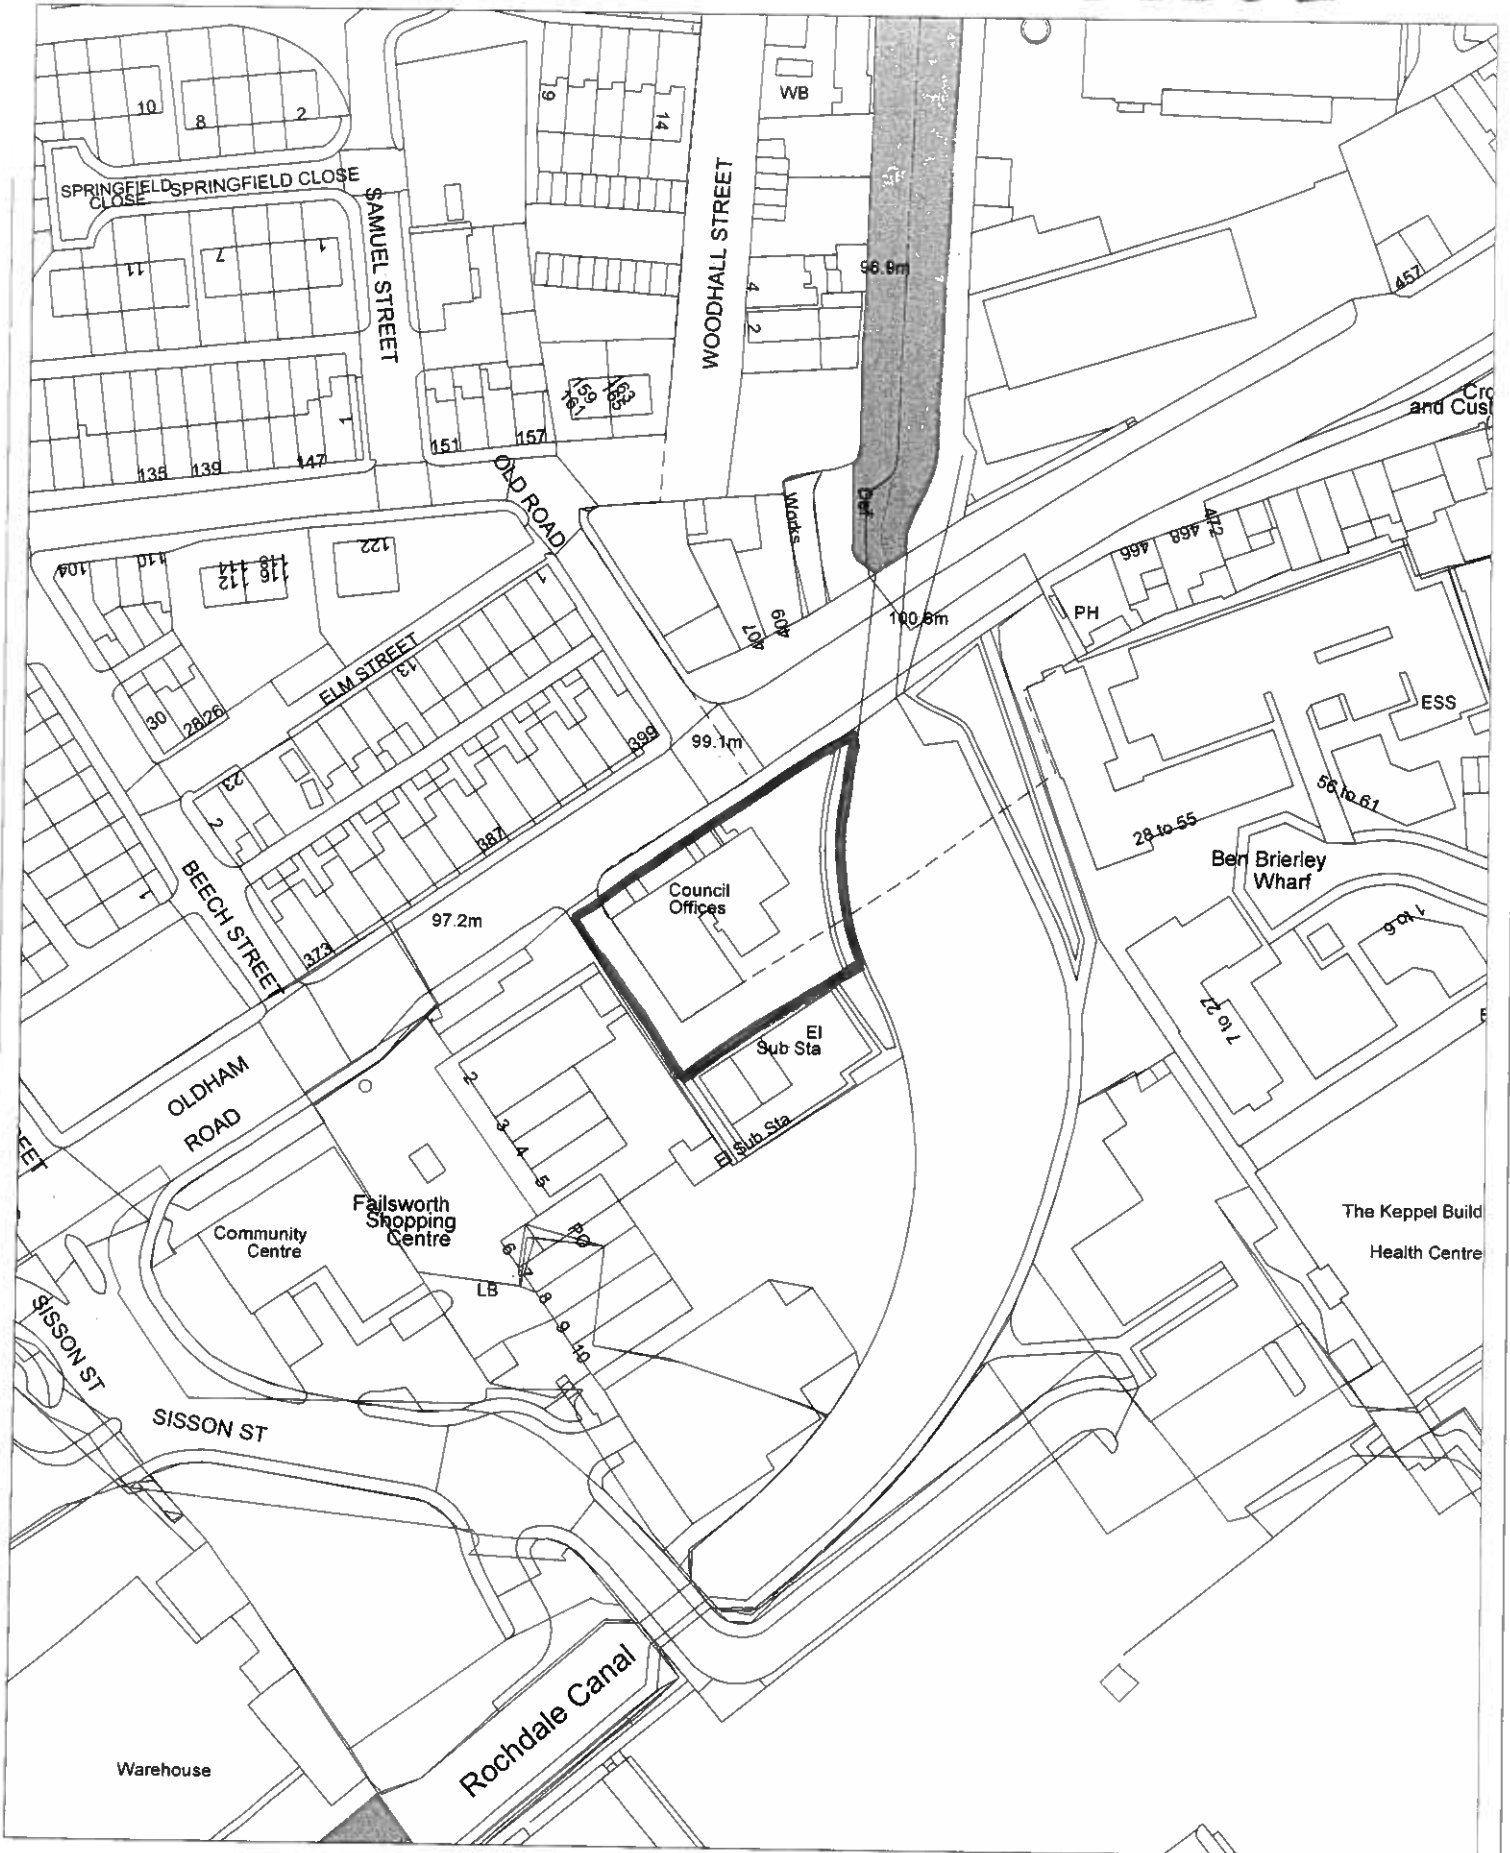 WB
10
8
2
9
14
SPRINGFIELD
CLOSE
SPRINGFIELD CLOSE
SAMUEL STREET
WOODHALL STREET
11
7
1
96.9m
4
2
457
159
161
163
165
1
135
139
147
151
157
OLD ROAD
Works
Def
Cro
and Cust
472
468
466
104
110
112
114
116
118
122
1
407
409
100.6m
PH
ELM STREET
13
30
28
26
ESS
399
99.1m
23
2
387
56 to 61
28 to 55
Ben Brierley
Wharf
1
BEECH STREET
Council
Offices
97.2m
373
1 to 6
7 to 27
El
Sub Sta
OLDHAM
ROAD
REET
2
3
4
5
El Sub Sta
Failsworth
Shopping
Centre
Community
Centre
PO
6
7
LB
8
9
10
The Keppel Build
Health Centre
SISSON ST
SISSON ST
Rochdale Canal
Warehouse